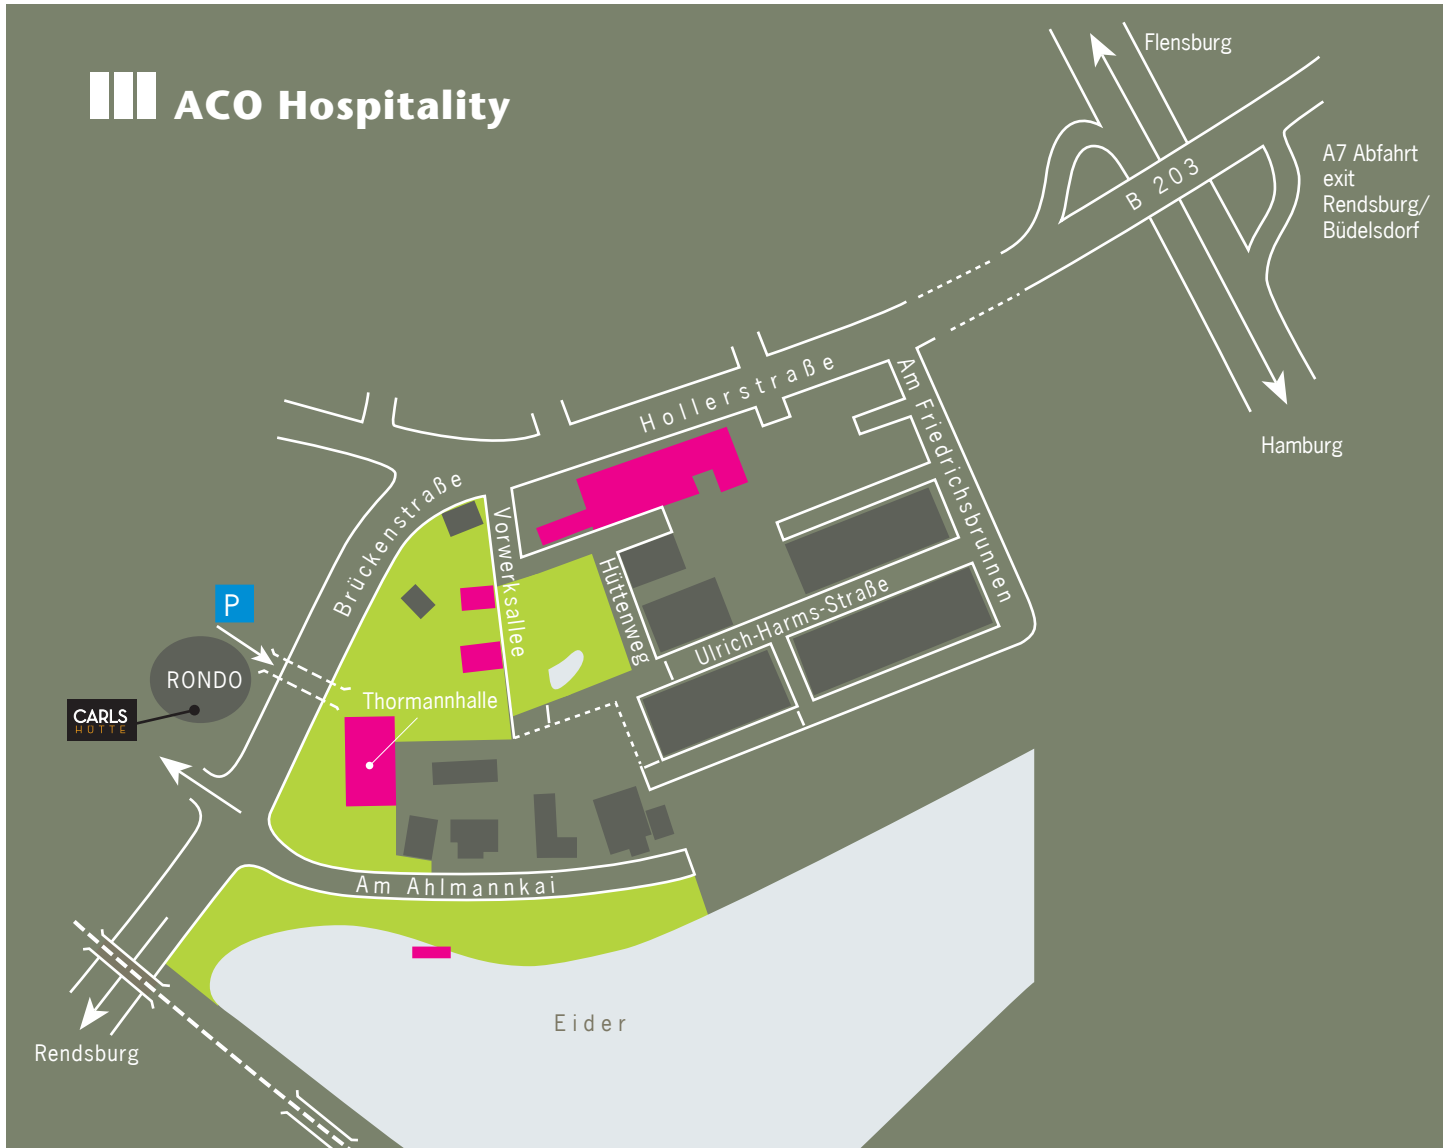 ACO Hospitality
Flensburg
B 203
A7 Abfahrt
exit
Rendsburg/
Büdelsdorf
Hamburg
Hollerstraße
Am Friedrichsbrunnen
Brückenstraße
Vorwerksallee
Hüttenweg
Ulrich-Harms-Straße
P
RONDO
CARLS
HÜTTE
Thormannhalle
Am Ahlmannkai
Eider
Rendsburg